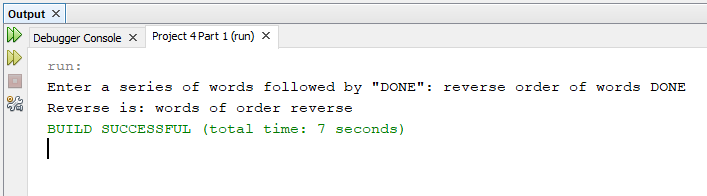 Output
Debugger Console
Project 4 Part 1 (run)
run:
Enter a series of words followed by "DONE": reverse order of words DONE
Reverse is: words of order reverse
BUILD SUCCESSFUL (total time: 7 seconds)